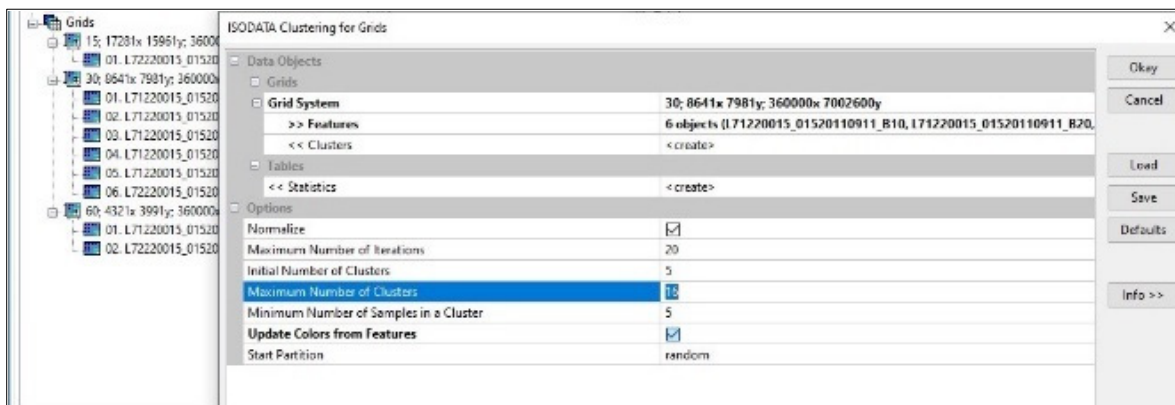 Grids
15; 17281x 15961y; 36000
01. L72220015_01520
30; 8641x 7981y; 360000x
01. L71220015_01520
02. L71220015_01520
03. L71220015_01520
04. L71220015_01520
05. L71220015_01520
06. L72220015_01520
60; 4321x 3991y; 360000x
01. L71220015_01520
02. L72220015_01520
ISODATA Clustering for Grids
Data Objects
Grids
Grid System 30; 8641x 7981y; 360000x 7002600y
>> Features 6 objects (L71220015_01520110911_B10, L71220015_01520110911_B20,
<< Clusters <create>
Tables
<< Statistics <create>
Options
Normalize
Maximum Number of Iterations 20
Initial Number of Clusters 5
Maximum Number of Clusters 16
Minimum Number of Samples in a Cluster 5
Update Colors from Features
Start Partition random
Okay
Cancel
Load
Save
Defaults
Info >>